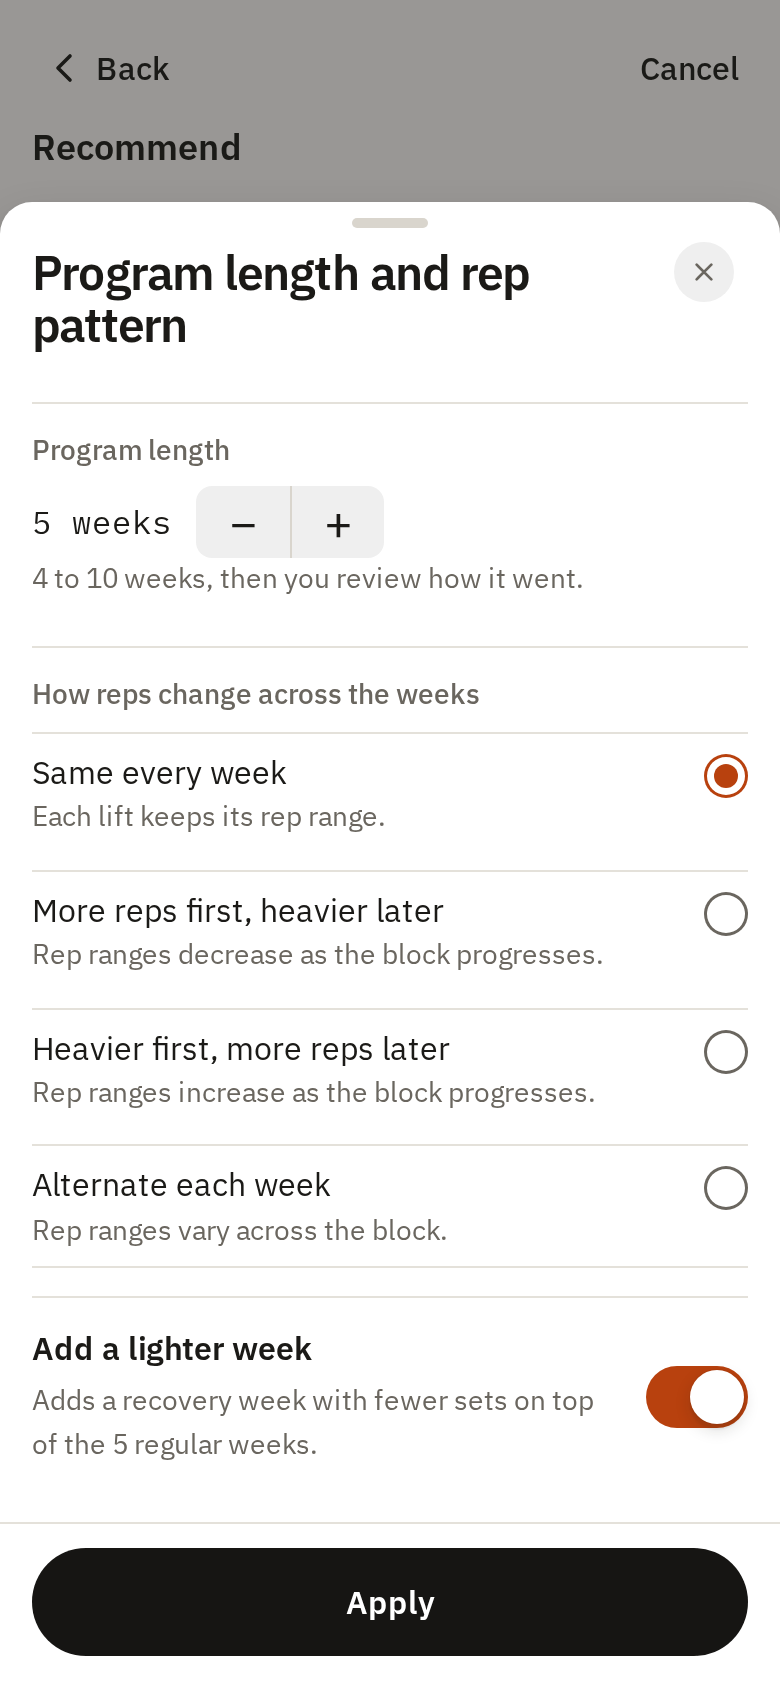 Back
Cancel
Recommend
Program length and rep
pattern
Program length
5 weeks
− +
4 to 10 weeks, then you review how it went.
How reps change across the weeks
Same every week
Each lift keeps its rep range.
More reps first, heavier later
Rep ranges decrease as the block progresses.
Heavier first, more reps later
Rep ranges increase as the block progresses.
Alternate each week
Rep ranges vary across the block.
Add a lighter week
Adds a recovery week with fewer sets on top
of the 5 regular weeks.
Apply